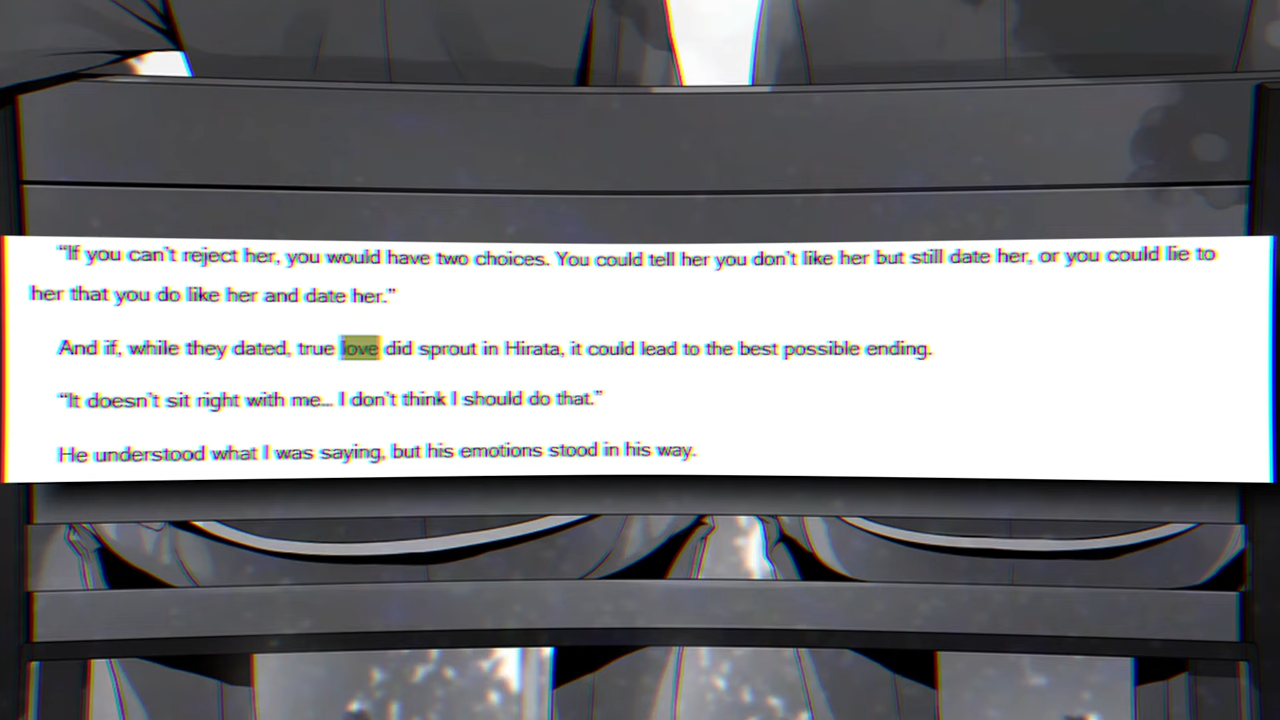 “If you can’t reject her, you would have two choices. You could tell her you don’t like her but still date her, or you could lie to
her that you do like her and date her.”
And if, while they dated, true love did sprout in Hirata, it could lead to the best possible ending.
“It doesn’t sit right with me... I don’t think I should do that.”
He understood what I was saying, but his emotions stood in his way.